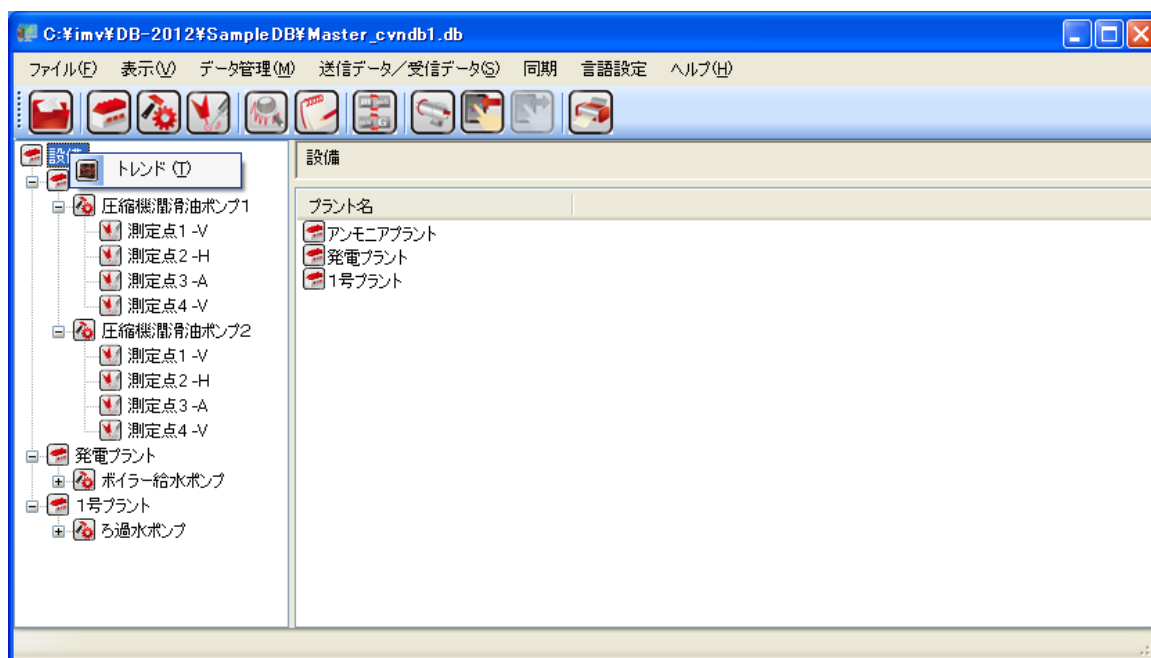 C:¥imv¥DB-2012¥SampleDB¥Master_cvndb1.db
ファイル(F) 表示(V) データ管理(M) 送信データ／受信データ(S) 同期 言語設定 ヘルプ(H)
設備
トレンド (T)
圧縮機潤滑油ポンプ1
測定点1 -V
測定点2 -H
測定点3 -A
測定点4 -V
圧縮機潤滑油ポンプ2
測定点1 -V
測定点2 -H
測定点3 -A
測定点4 -V
発電プラント
ボイラー給水ポンプ
1号プラント
ろ過水ポンプ
設備
プラント名
アンモニアプラント
発電プラント
1号プラント